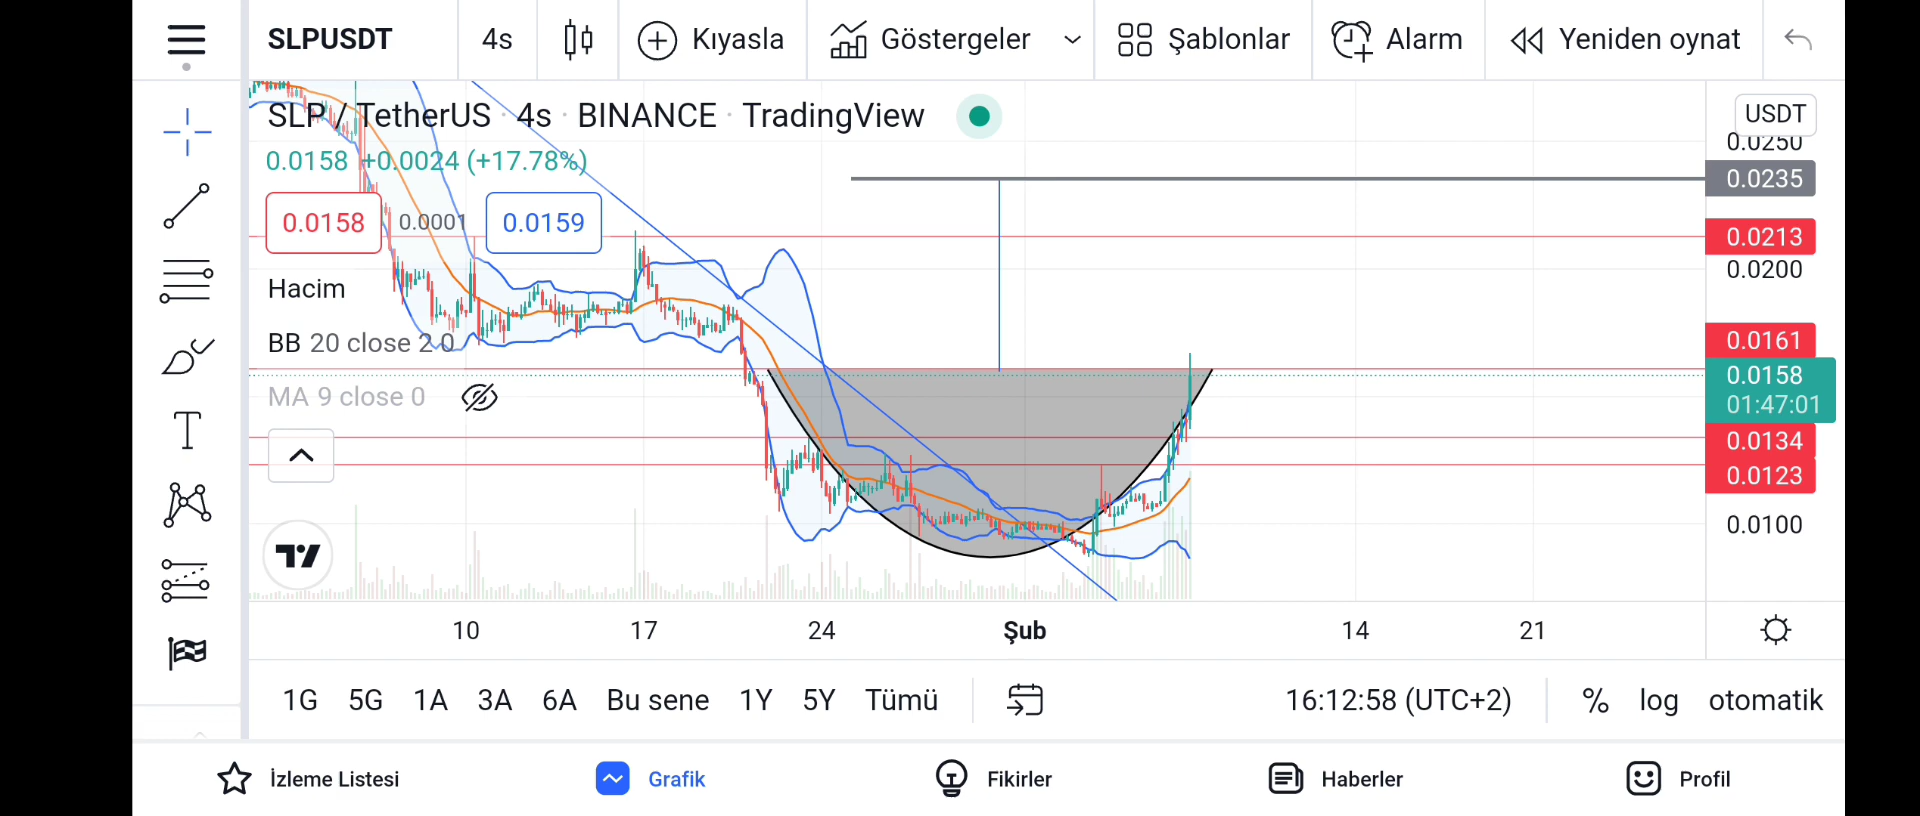 SLPUSDT 4s Kıyasla Göstergeler Şablonlar Alarm Yeniden oynat
SLP / TetherUS · 4s · BINANCE · TradingView
USDT
0.0250
0.0158 +0.0024 (+17.78%)
0.0235
0.0158 0.0001 0.0159
0.0213
0.0200
Hacim
BB 20 close 2 0
0.0161
0.0158
01:47:01
MA 9 close 0
0.0134
0.0123
0.0100
10 17 24 Şub 14 21
1G 5G 1A 3A 6A Bu sene 1Y 5Y Tümü 16:12:58 (UTC+2) % log otomatik
İzleme Listesi Grafik Fikirler Haberler Profil